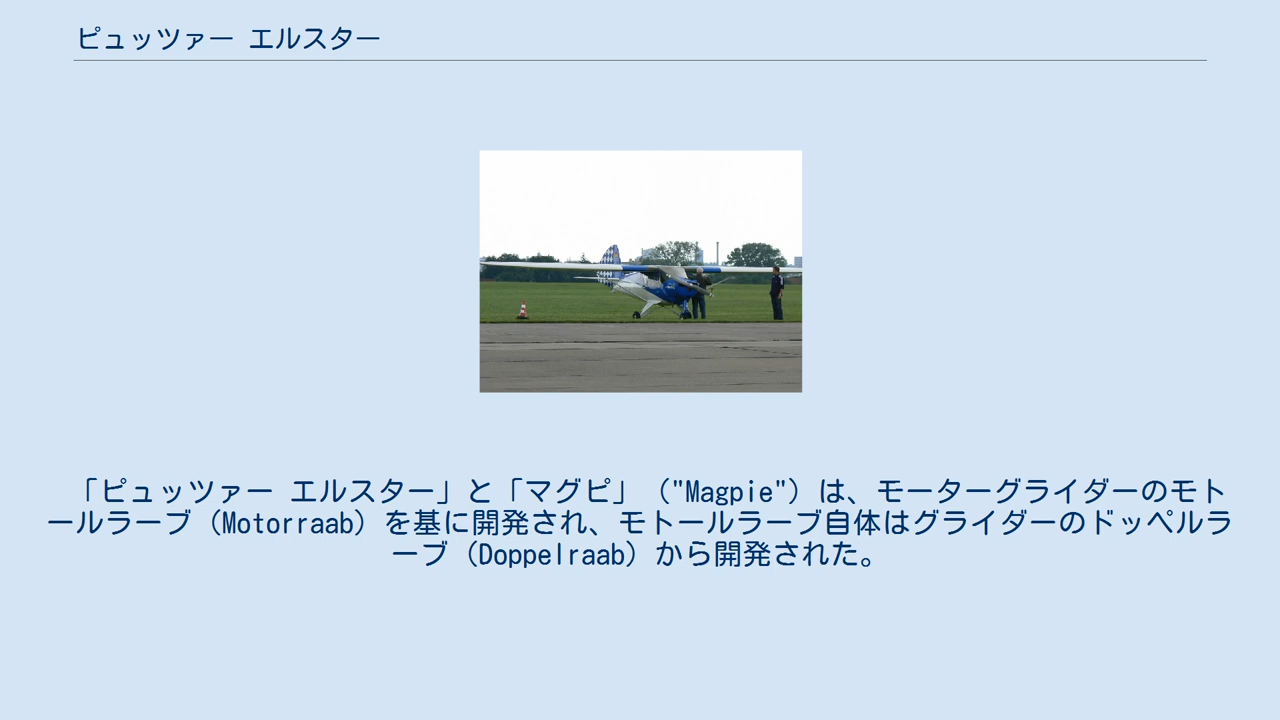 ピュッツァー エルスター
「ピュッツァー エルスター」と「マグピ」（"Magpie"）は、モーターグライダーのモト
ールラーブ（Motorraab）を基に開発され、モトールラーブ自体はグライダーのドッペルラ
ーブ（Doppelraab）から開発された。